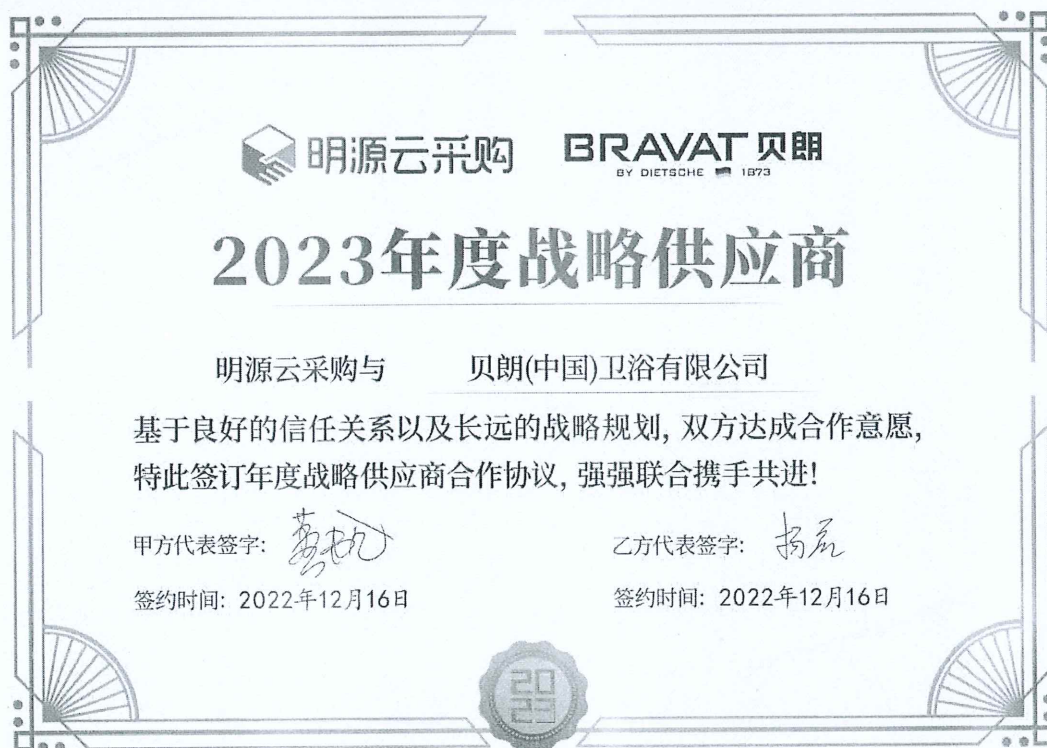 明源云采购 BRAVAT 贝朗
BY DIETSCHE 1873
2023年度战略供应商
明源云采购与 贝朗(中国)卫浴有限公司
基于良好的信任关系以及长远的战略规划, 双方达成合作意愿,
特此签订年度战略供应商合作协议, 强强联合携手共进!
甲方代表签字: 乙方代表签字:
签约时间: 2022年12月16日 签约时间: 2022年12月16日
20
23